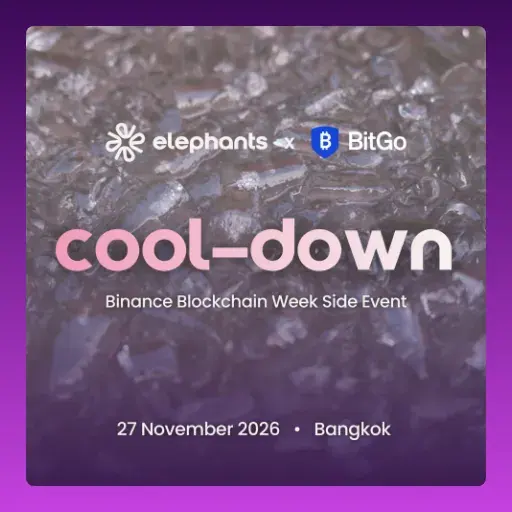 elephants x BitGo
cool-down
Binance Blockchain Week Side Event
27 November 2026 • Bangkok